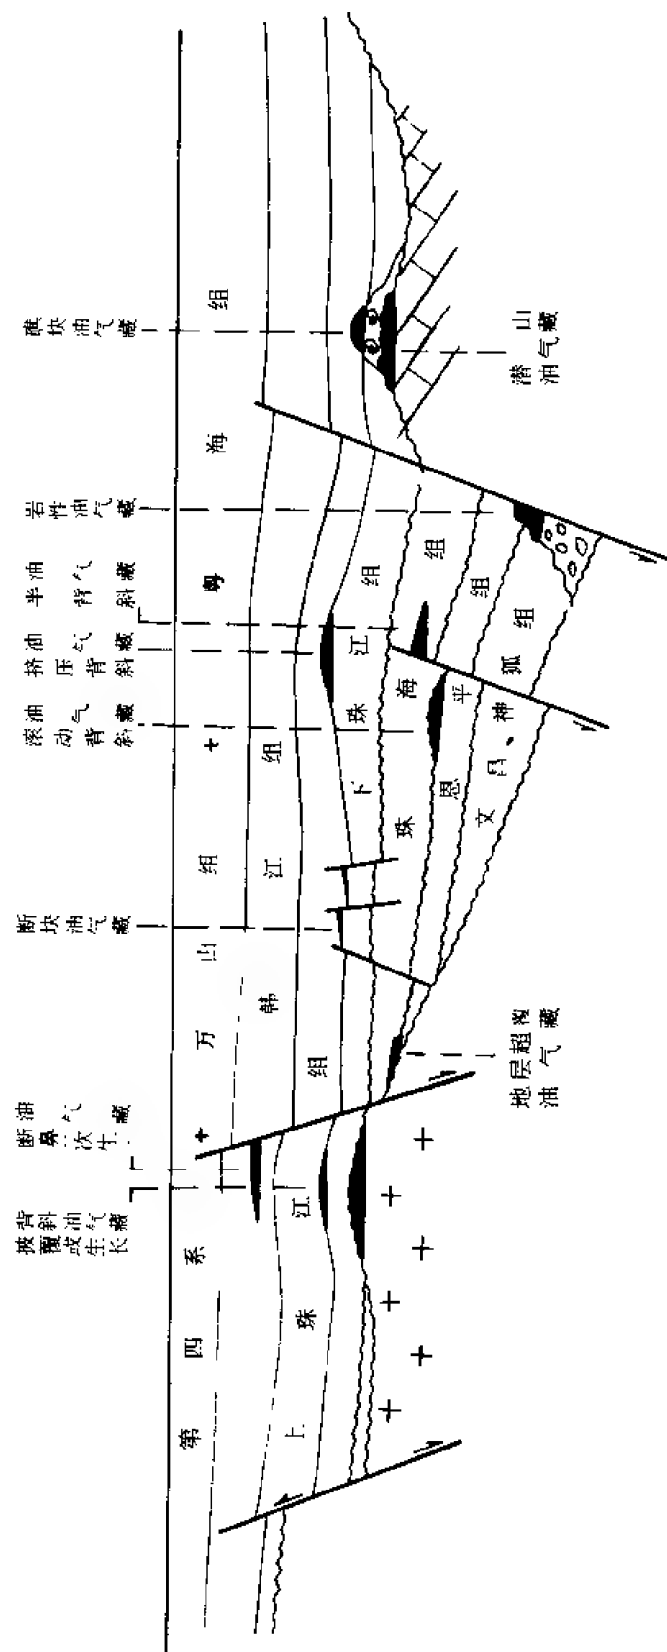 披覆或生长
背斜油气藏
断鼻、次生
油气藏
断块油气藏
滚动背斜
油气藏
挤压背斜
油气藏
半背斜
油气藏
岩性油气藏
礁块油气藏
第四系+万山组+粤海组
韩江组
上珠江组
下珠江组
珠海组
恩平组
文昌、神狐组
地层超覆
油气藏
潜山
油气藏